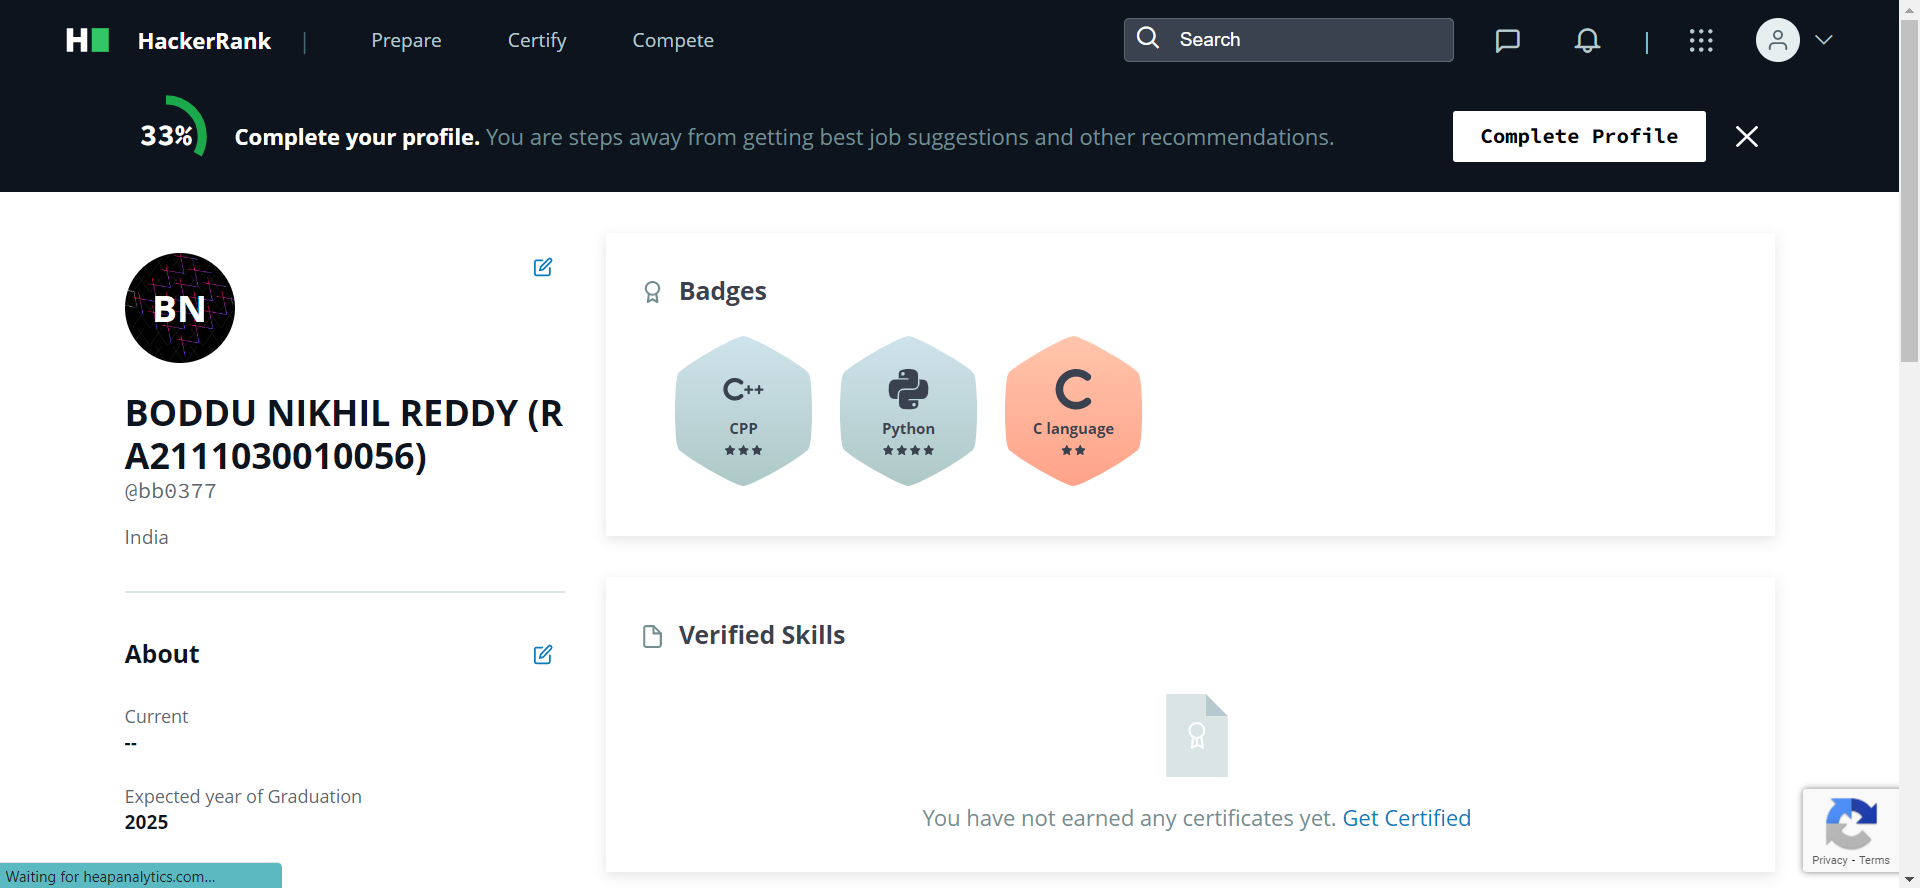 HackerRank | Prepare Certify Compete Search |
33% Complete your profile. You are steps away from getting best job suggestions and other recommendations. Complete Profile
BN
BODDU NIKHIL REDDY (R
A2111030010056)
@bb0377
India
About
Current
--
Expected year of Graduation
2025
Badges
C++ Python C
CPP Python C language
Verified Skills
You have not earned any certificates yet. Get Certified
Privacy - Terms
Waiting for heapanalytics.com...